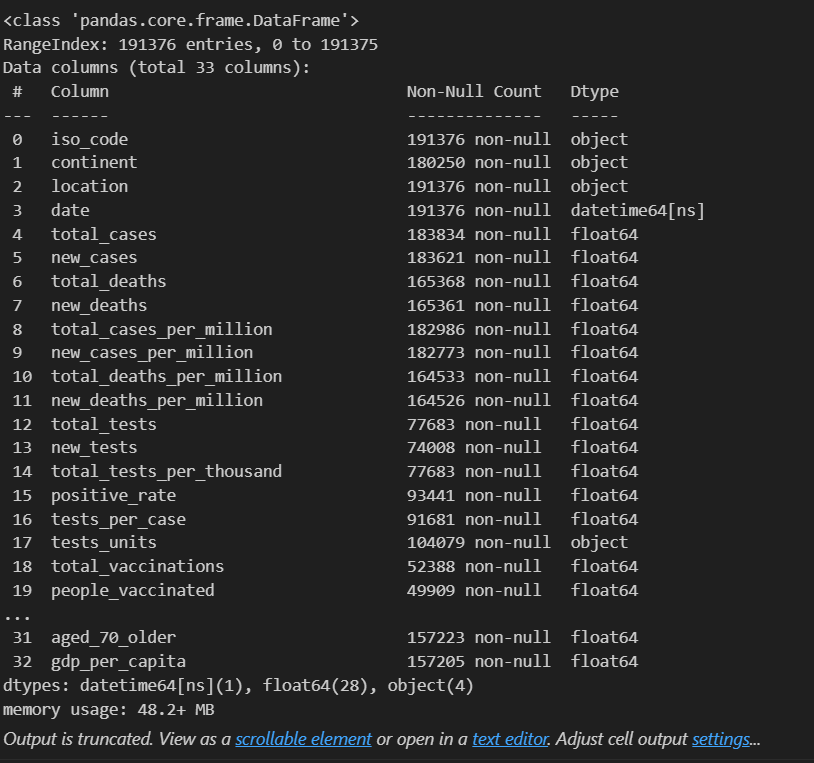 <class 'pandas.core.frame.DataFrame'>
RangeIndex: 191376 entries, 0 to 191375
Data columns (total 33 columns):
 #   Column                               Non-Null Count   Dtype
---  ------                               --------------   -----
 0   iso_code                             191376 non-null  object
 1   continent                            180250 non-null  object
 2   location                             191376 non-null  object
 3   date                                 191376 non-null  datetime64[ns]
 4   total_cases                          183834 non-null  float64
 5   new_cases                            183621 non-null  float64
 6   total_deaths                         165368 non-null  float64
 7   new_deaths                           165361 non-null  float64
 8   total_cases_per_million              182986 non-null  float64
 9   new_cases_per_million                182773 non-null  float64
 10  total_deaths_per_million             164533 non-null  float64
 11  new_deaths_per_million               164526 non-null  float64
 12  total_tests                          77683 non-null   float64
 13  new_tests                            74008 non-null   float64
 14  total_tests_per_thousand             77683 non-null   float64
 15  positive_rate                        93441 non-null   float64
 16  tests_per_case                       91681 non-null   float64
 17  tests_units                          104079 non-null  object
 18  total_vaccinations                   52388 non-null   float64
 19  people_vaccinated                    49909 non-null   float64
...
 31  aged_70_older                        157223 non-null  float64
 32  gdp_per_capita                       157205 non-null  float64
dtypes: datetime64[ns](1), float64(28), object(4)
memory usage: 48.2+ MB
Output is truncated. View as a scrollable element or open in a text editor. Adjust cell output settings...